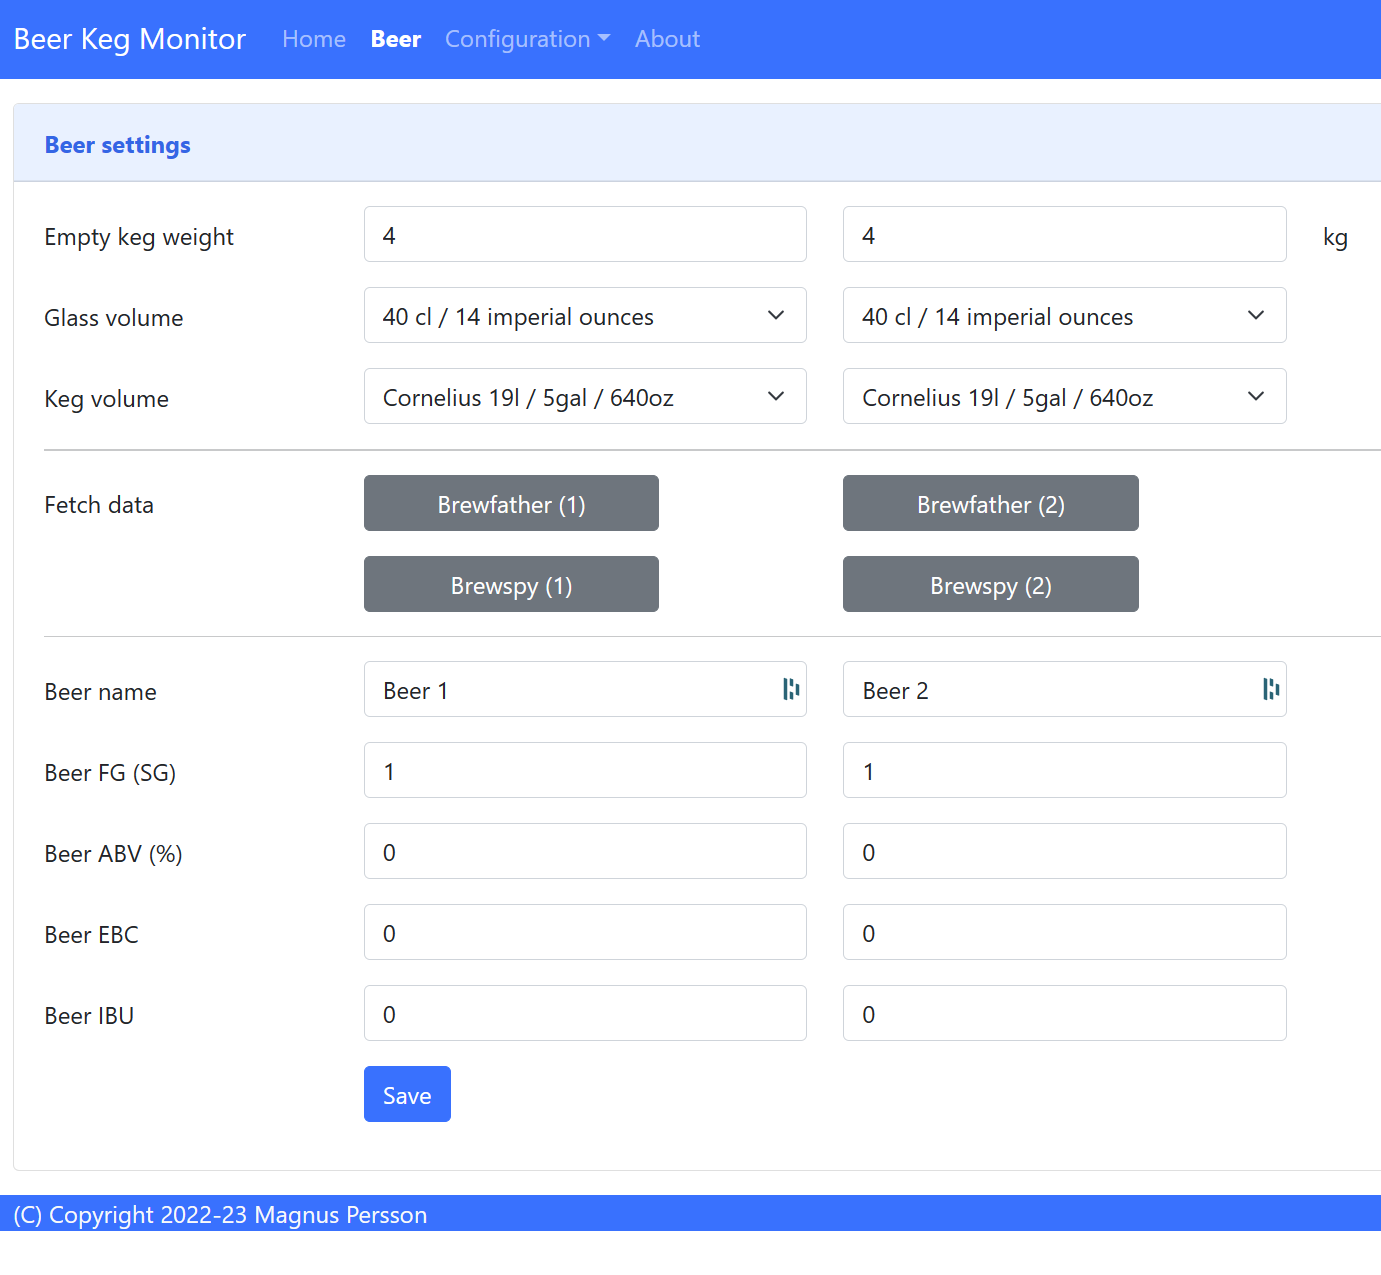 Beer Keg Monitor Home Beer Configuration About
Beer settings
Empty keg weight 4 4 kg
Glass volume 40 cl / 14 imperial ounces 40 cl / 14 imperial ounces
Keg volume Cornelius 19l / 5gal / 640oz Cornelius 19l / 5gal / 640oz
Fetch data Brewfather (1) Brewfather (2)
Brewspy (1) Brewspy (2)
Beer name Beer 1 Beer 2
Beer FG (SG) 1 1
Beer ABV (%) 0 0
Beer EBC 0 0
Beer IBU 0 0
Save
(C) Copyright 2022-23 Magnus Persson